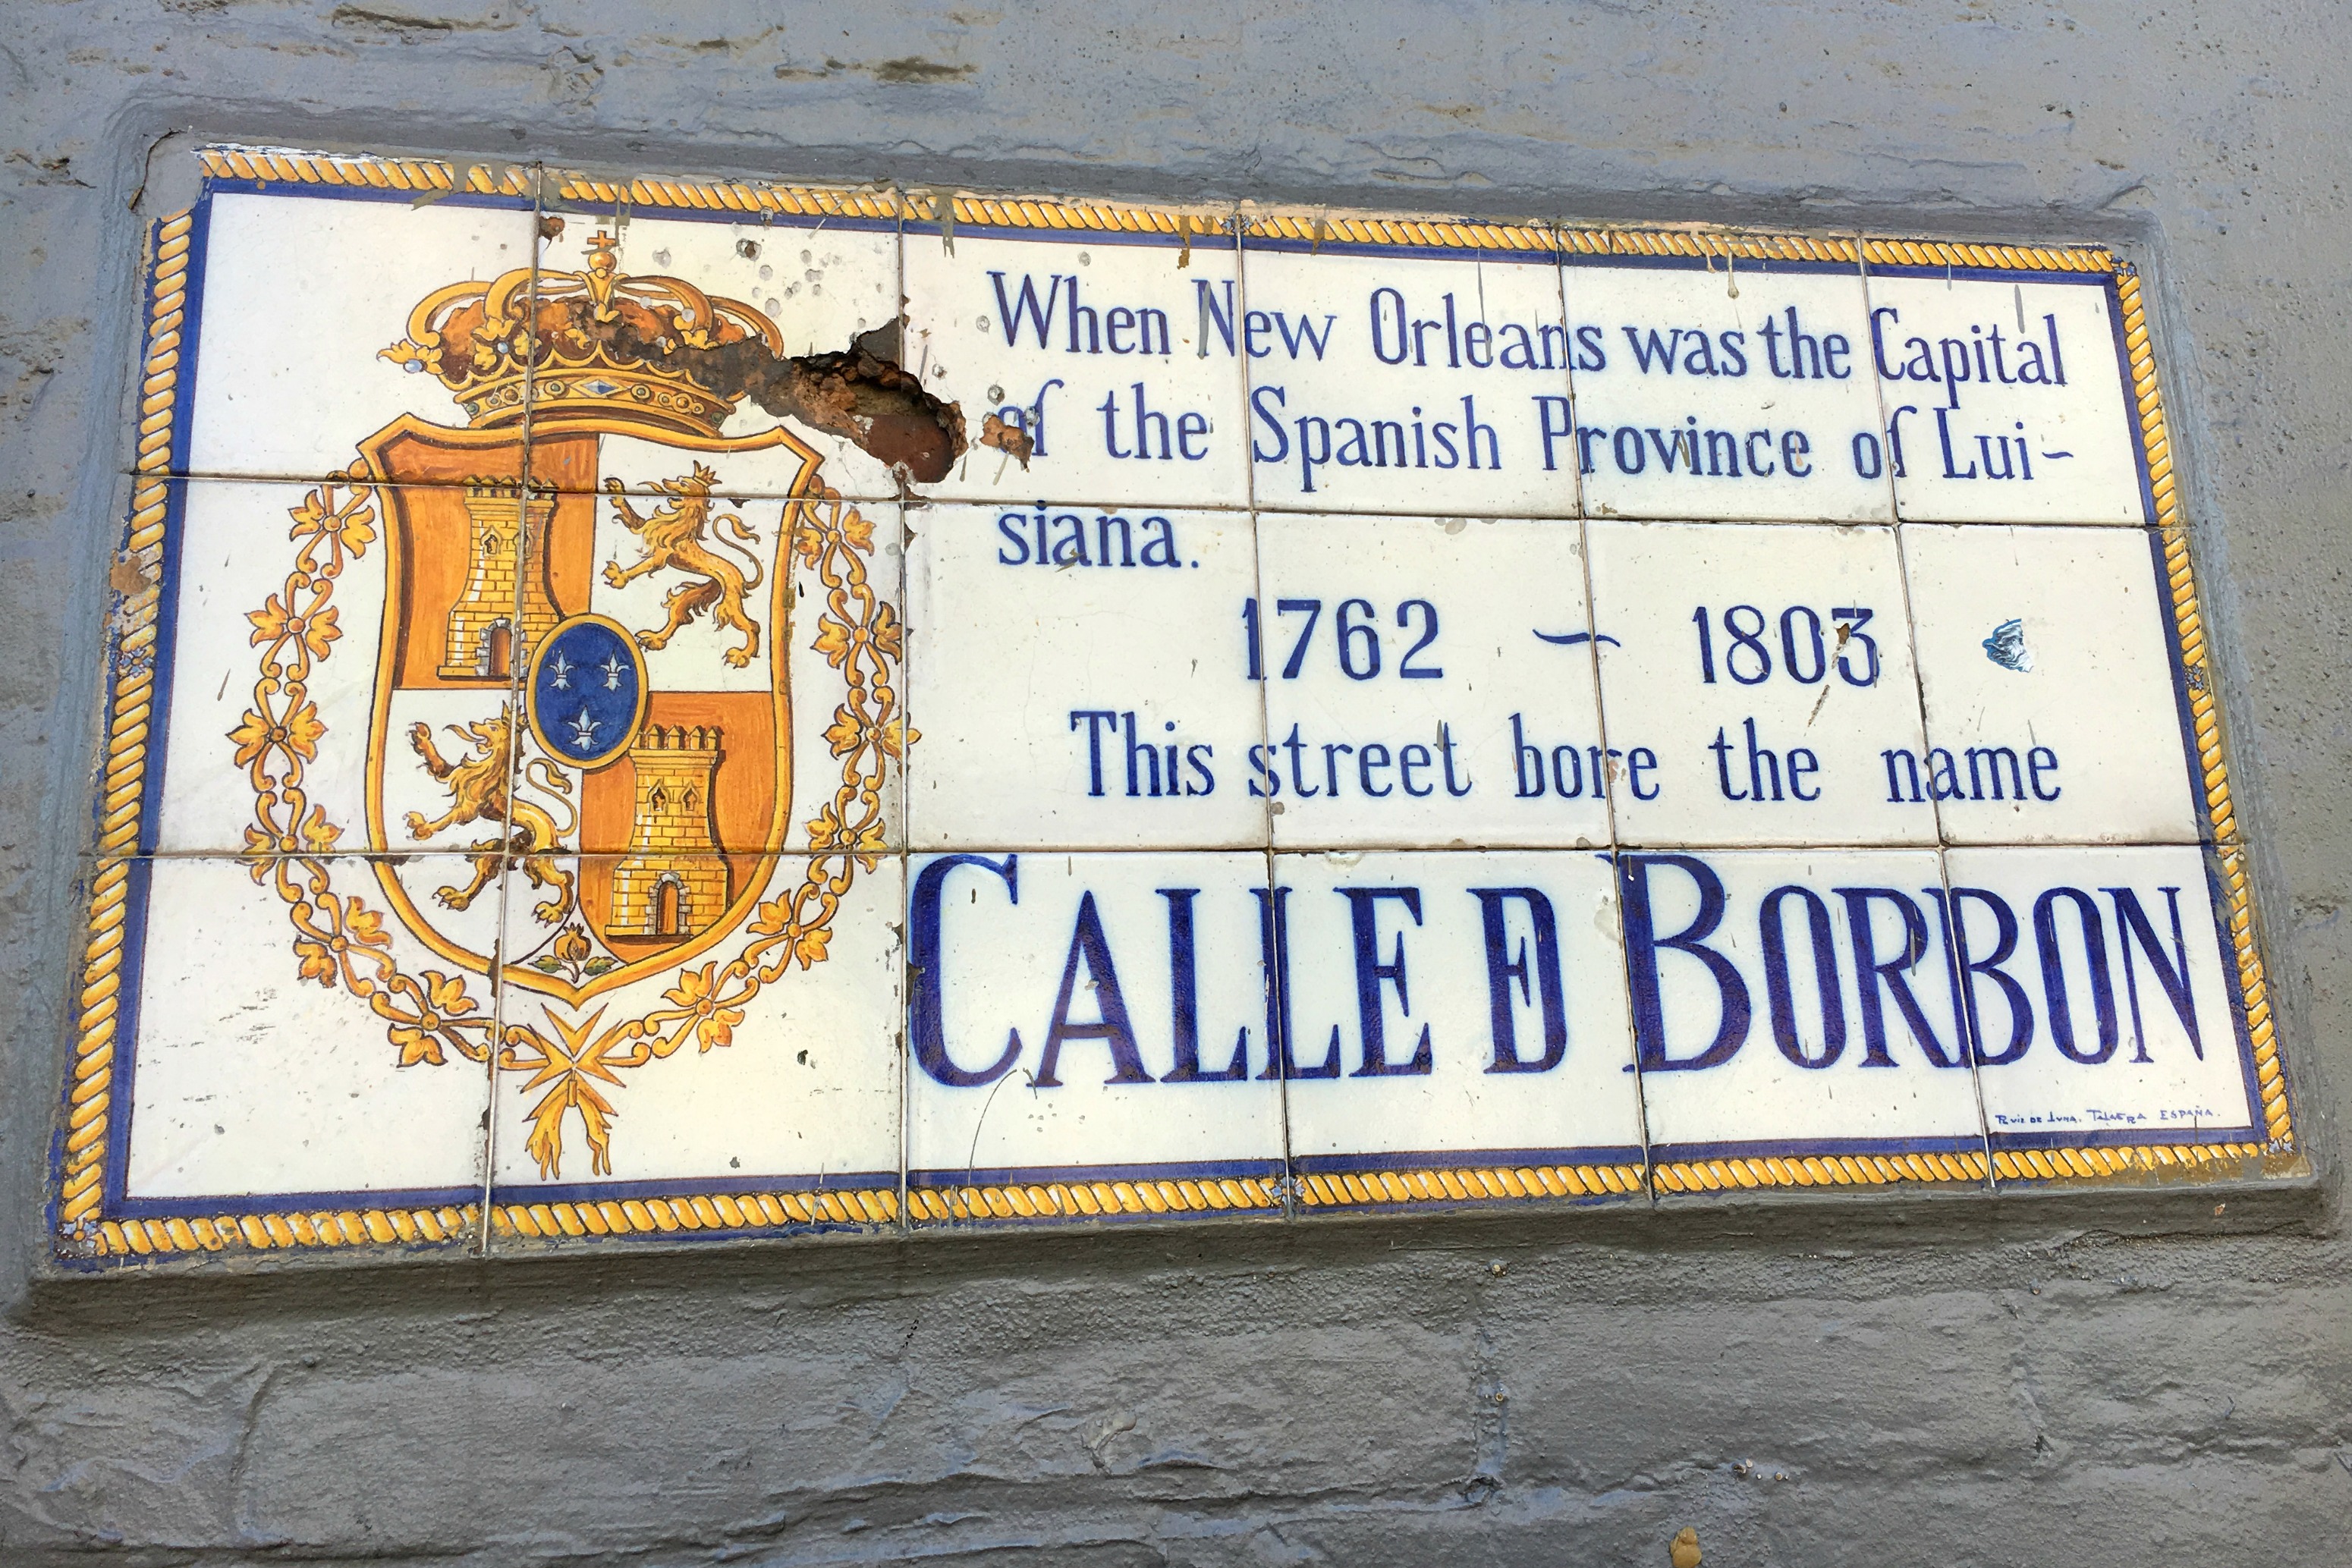 When New Orleans was the Capital
of the Spanish Province of Lui-
siana.
1762 ~ 1803
This street bore the name
CALLE DE BORBON
RUIZ DE LUNA. TALAVERA ESPAÑA.